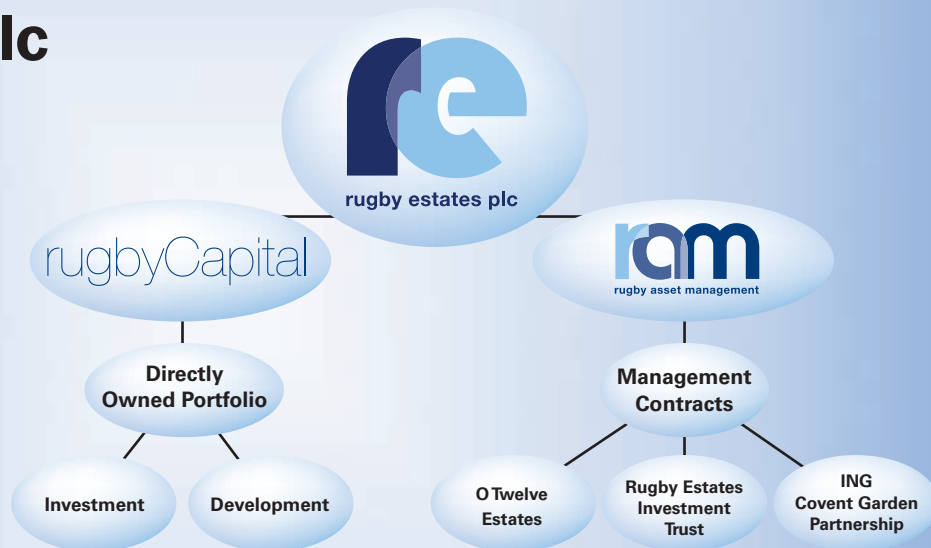 lc
re
rugby estates plc
rugbyCapital
ram
rugby asset management
Directly
Owned Portfolio
Management
Contracts
Investment
Development
O Twelve
Estates
Rugby Estates
Investment
Trust
ING
Covent Garden
Partnership